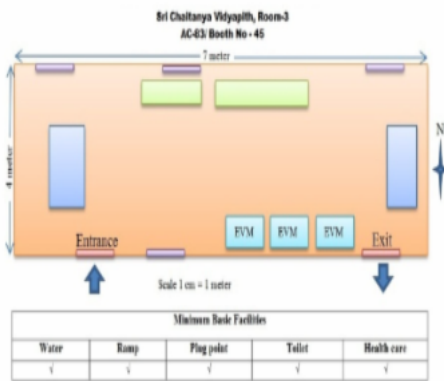 Sri Chaitanya Vidyapith, Room-3
AC-83/ Booth No - 45
7 meter
4 meter
N
EVM EVM EVM
Entrance
Exit
Scale 1 cm = 1 meter
Minimum Basic Facilities
Water Ramp Plug point Toilet Health care
√ √ √ √ √